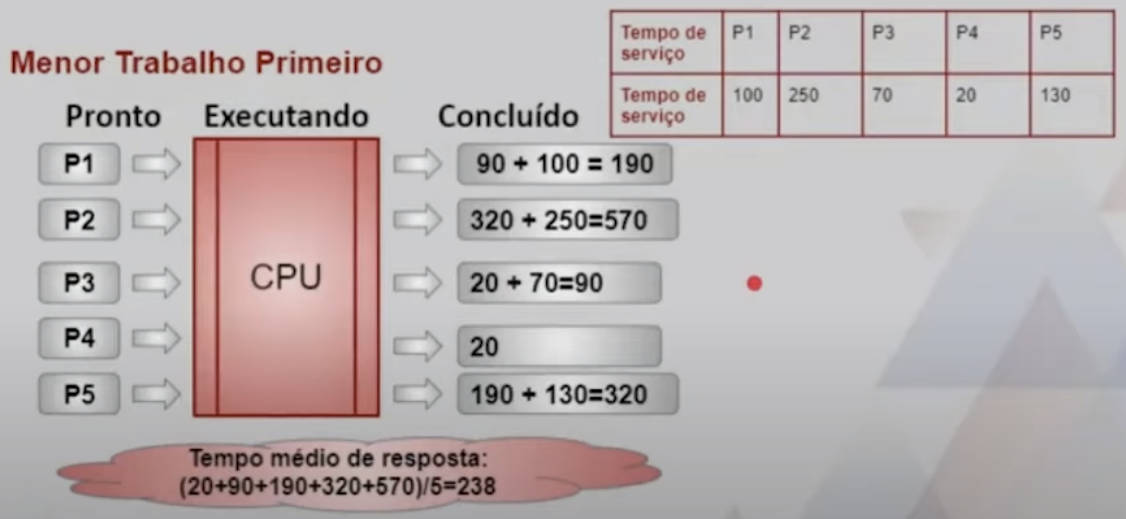 Menor Trabalho Primeiro
Tempo de serviço P1 P2 P3 P4 P5
Tempo de serviço 100 250 70 20 130
Pronto Executando Concluído
P1 90 + 100 = 190
P2 320 + 250=570
P3 CPU 20 + 70=90
P4 20
P5 190 + 130=320
Tempo médio de resposta:
(20+90+190+320+570)/5=238